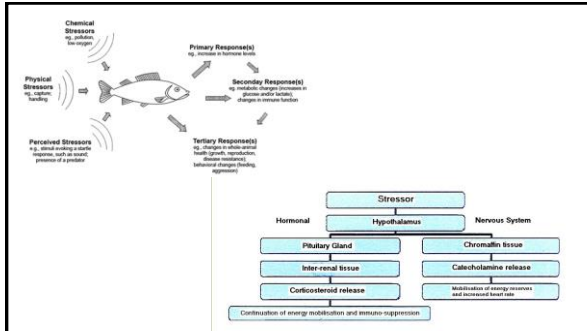 Chemical
Stressors
eg., pollution,
low oxygen
Physical
Stressors
eg., capture;
handling
Perceived Stressors
e.g., stimuli evoking a startle
response, such as sound;
presence of a predator
Primary Response(s)
eg., increase in hormone levels
Seconday Response(s)
eg. metabolic changes (increases in
glucose and/or lactate);
changes in immune function
Tertiary Response(s)
eg., changes in whole-animal
health (growth, reproduction,
disease resistance);
behavioral changes (feeding,
aggression)
Stressor
Hormonal
Hypothalamus
Nervous System
Pituitary Gland
Chromaffin tissue
Inter-renal tissue
Catecholamine release
Corticosteroid release
Mobilisation of energy reserves
and increased heart rate
Continuation of energy mobilisation and immuno-suppression